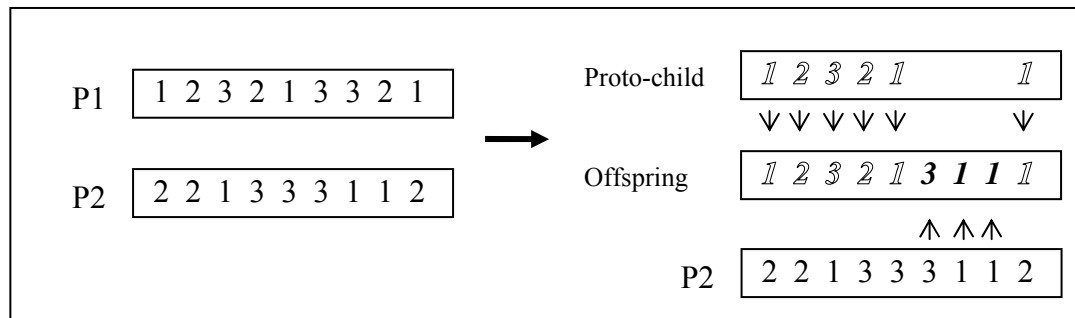 P1 1 2 3 2 1 3 3 2 1
P2 2 2 1 3 3 3 1 1 2
Proto-child 1 2 3 2 1 1
Offspring 1 2 3 2 1 3 1 1 1
P2 2 2 1 3 3 3 1 1 2